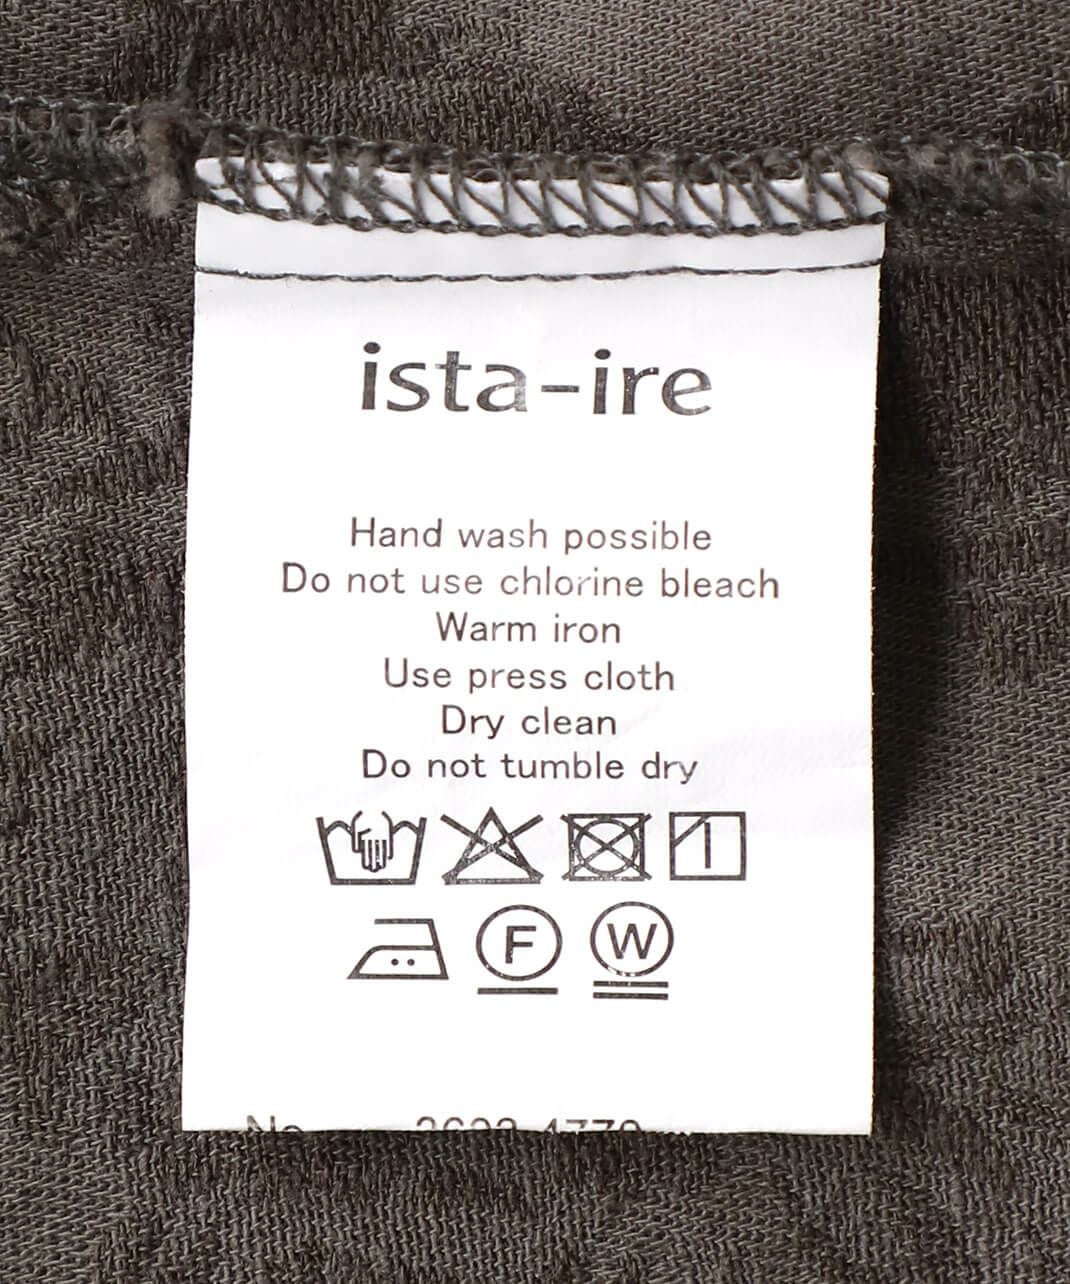 ista-ire
Hand wash possible
Do not use chlorine bleach
Warm iron
Use press cloth
Dry clean
Do not tumble dry
F W
No